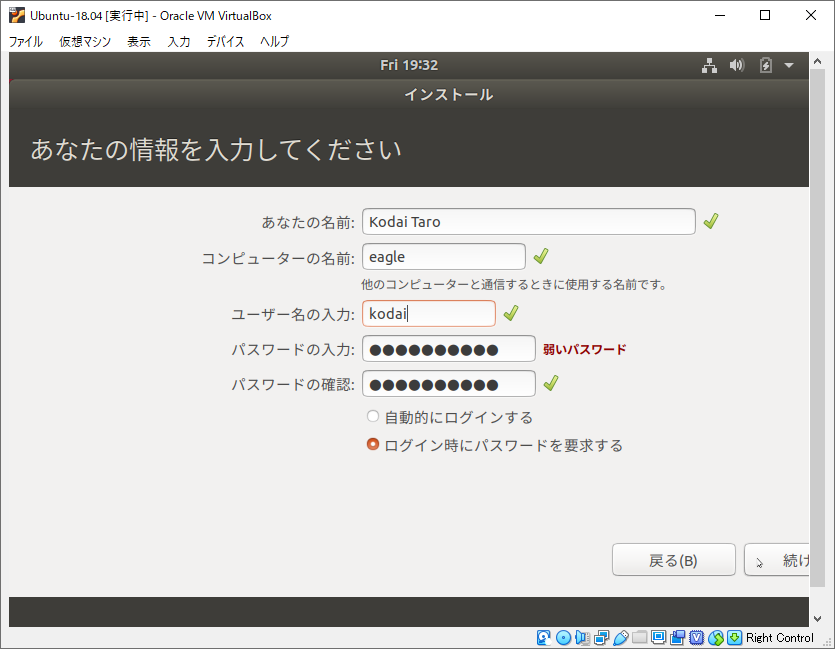 Ubuntu-18.04 [実行中] - Oracle VM VirtualBox
ファイル 仮想マシン 表示 入力 デバイス ヘルプ
Fri 19:32
インストール
あなたの情報を入力してください
あなたの名前: Kodai Taro
コンピューターの名前: eagle
他のコンピューターと通信するときに使用する名前です。
ユーザー名の入力: kodai
パスワードの入力: ●●●●●●●●●● 弱いパスワード
パスワードの確認: ●●●●●●●●●●
自動的にログインする
ログイン時にパスワードを要求する
戻る(B) 続け
Right Control